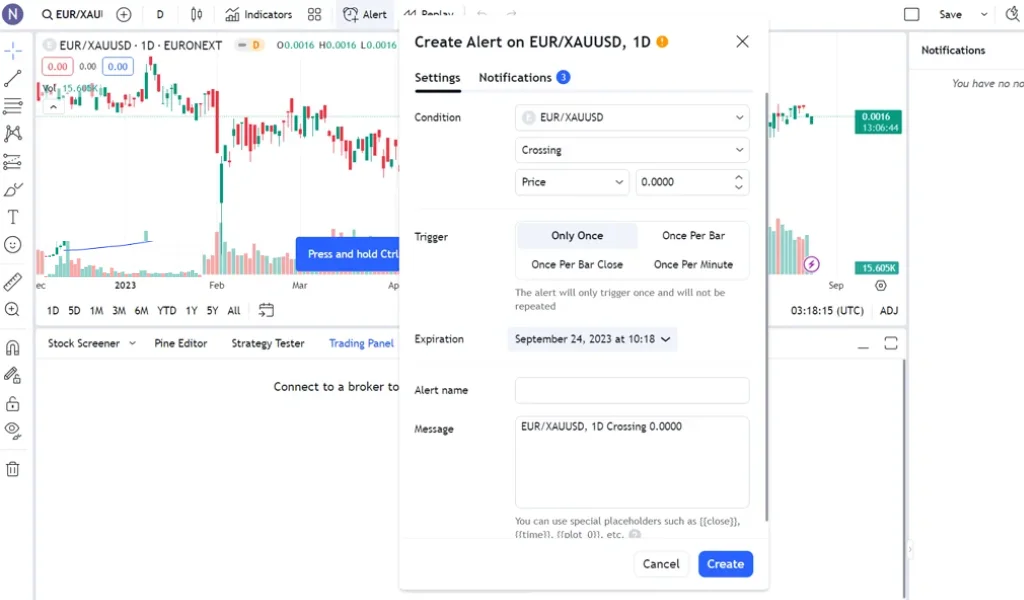 N EUR/XAUI D Indicators Alert Replay Save
EUR/XAUUSD · 1D · EURONEXT D O0.0016 H0.0016 L0.0016
0.00 0.00 0.00
Vol 15.605K
0.0016
13:06:44
15.605K
Press and hold Ctrl
ec 2023 Feb Mar Ap Sep
1D 5D 1M 3M 6M YTD 1Y 5Y All 03:18:15 (UTC) ADJ
Stock Screener Pine Editor Strategy Tester Trading Panel
Connect to a broker to
Create Alert on EUR/XAUUSD, 1D
Settings Notifications 3
Condition E EUR/XAUUSD
Crossing
Price 0.0000
Trigger Only Once Once Per Bar
Once Per Bar Close Once Per Minute
The alert will only trigger once and will not be
repeated
Expiration September 24, 2023 at 10:18
Alert name
Message EUR/XAUUSD, 1D Crossing 0.0000
You can use special placeholders such as {{close}},
{{time}}, {{plot_0}}, etc.
Cancel Create
Notifications
You have no no